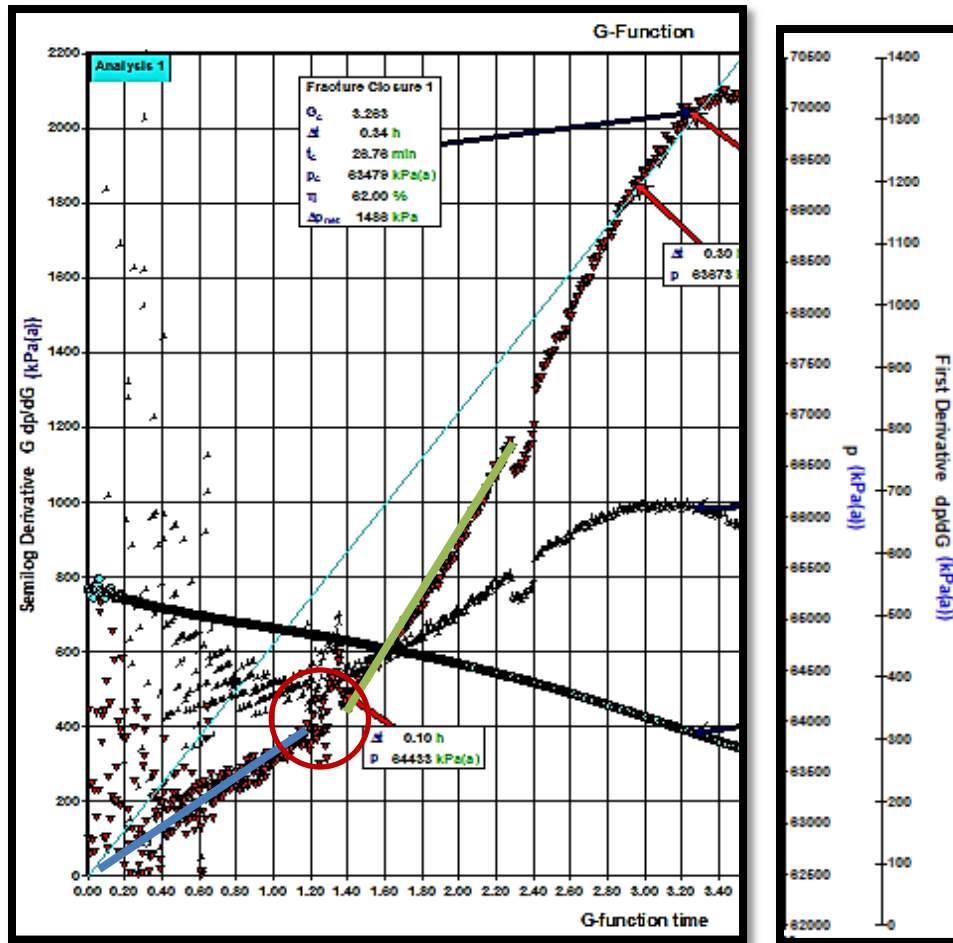 G-Function
Analysis 1
Fracture Closure 1
Gc 3.263
Δt 0.34 h
tc 26.76 min
pc 63479 kPa(a)
η 62.00 %
Δpnet 1486 kPa
Δt 0.30
p 63673
Δt 0.10 h
p 64433 kPa(a)
Semilog Derivative G dp/dG (kPa(a))
2200
2000
1800
1600
1400
1200
1000
800
600
400
200
0
0.00 0.20 0.40 0.60 0.80 1.00 1.20 1.40 1.60 1.80 2.00 2.20 2.40 2.60 2.80 3.00 3.20 3.40
G-function time
70500
70000
69500
69000
68500
68000
67500
67000
66500
66000
65500
65000
64500
64000
63500
63000
62500
62000
p (kPa(a))
1400
1300
1200
1100
1000
900
800
700
600
500
400
300
200
100
0
First Derivative dp/dG (kPa(a))